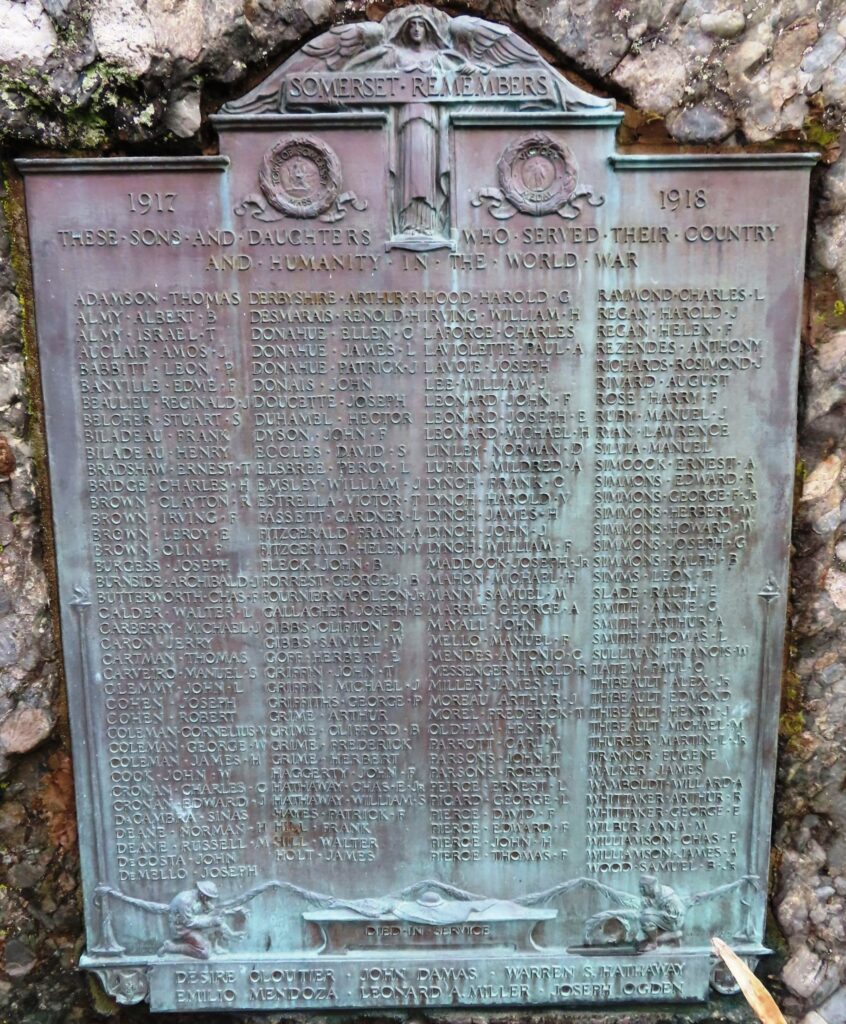 SOMERSET·REMEMBERS
1917
1918
THESE·SONS·AND·DAUGHTERS WHO·SERVED·THEIR·COUNTRY
AND·HUMANITY·IN·THE·WORLD·WAR
ADAMSON·THOMAS
ALMY·ALBERT·B
ALMY·ISRAEL·T
AUCLAIR·AMOS·J
BABBITT·LEON·P
BANVILLE·EDME·F
BEAULIEU·REGINALD·J
BELCHER·STUART·S
BILADEAU·FRANK
BILADEAU·HENRY
BRADSHAW·ERNEST·T
BRIDGE·CHARLES·H
BROWN·CLAYTON·R
BROWN·IRVING·F
BROWN·LEROY·E
BROWN·OLIN·P
BURGESS·JOSEPH
BURNSIDE·ARCHIBALD·J
BUTTERWORTH·CHAS·F
CALDER·WALTER·L
CARBERRY·MICHAEL·J
CARON·JERRY
CARTMAN·THOMAS
CARVEIRO·MANUEL·S
CLEMMY·JOHN·L
COHEN·JOSEPH
COHEN·ROBERT
COLEMAN·CORNELIUS·V
COLEMAN·GEORGE·W
COLEMAN·JAMES·H
COOK·JOHN·W
CRONAN·CHARLES·C
CRONAN·EDWARD·J
DACAMBRA·SINAS
DEANE·NORMAN·H
DEANE·RUSSELL·M
DECOSTA·JOHN
DEMELLO·JOSEPH
DERBYSHIRE·ARTHUR·R
DESMARAIS·RENOLD·H
DONAHUE·ELLEN·C
DONAHUE·JAMES·L
DONAHUE·PATRICK·J
DONAIS·JOHN
DOUCETTE·JOSEPH
DUHAMEL·HECTOR
DYSON·JOHN·F
ECCLES·DAVID·S
ELSBREE·PERCY·L
EMSLEY·WILLIAM·J
ESTRELLA·VICTOR·T
FASSIETT·GARDNER·L
FITZGERALD·FRANK·A
FITZGERALD·HELEN·V
FLECK·JOHN·B
FORREST·GEORGE·J·B
FOURNIER·NAPOLEON·JR
GALLAGHER·JOSEPH·E
GIBBS·CLIFTON·D
GIBBS·SAMUEL·W
GOFF·HERBERT·E
GRIFFIN·JOHN·T
GRIFFIN·MICHAEL·J
GRIFFITHS·GEORGE·P
GRIME·ARTHUR
GRIME·CLIFFORD·B
GRIME·FREDERICK
GRIME·HERBERT
HAGGERTY·JOHN·F
HATHAWAY·CHAS·E·JR
HATHAWAY·WILLIAM·S
HAYES·PATRICK·F
HILL·FRANK
HILL·WALTER
HOLT·JAMES
HOOD·HAROLD·G
IRVING·WILLIAM·H
LAFORCE·CHARLES
LAVIOLETTE·PAUL·A
LAVOIE·JOSEPH
LEE·WILLIAM·J
LEONARD·JOHN·F
LEONARD·JOSEPH·E
LEONARD·MICHAEL·H
LINLEY·NORMAN·D
LUFKIN·MILDRED·A
LYNCH·FRANK·C
LYNCH·HAROLD·V
LYNCH·JAMES·H
LYNCH·JOHN·J
LYNCH·WILLIAM·F
MADDOCK·JOSEPH·JR
MAHON·MICHAEL·H
MANN·SAMUEL·M
MARBLE·GEORGE·A
MAYALL·JOHN
MELLO·MANUEL·F
MENDES·ANTONIO·C
MESSENGER·HAROLD·R
MILLER·JAMES·H
MOREAU·ARTHUR·J
MOREL·FREDERICK·T
OLDHAM·HENRY
PARROTT·CARL·Y
PARSONS·JOHN·T
PARSONS·ROBERT
PEIRCE·ERNEST·L
PICARD·GEORGE·L
PIERCE·DAVID·F
PIERCE·EDWARD·F
PIERCE·JOHN·H
PIERCE·THOMAS·F
RAYMOND·CHARLES·L
REGAN·HAROLD·J
REGAN·HELEN·F
REZENDES·ANTHONY
RICHARDS·ROSIMOND·J
RIVARD·AUGUST
ROSE·HARRY·F
RUBY·MANUEL·J
RYAN·LAWRENCE
SILVIA·MANUEL
SIMCOCK·ERNEST·A
SIMMONS·EDWARD·R
SIMMONS·GEORGE·F·JR
SIMMONS·HERBERT·W
SIMMONS·HOWARD·W
SIMMONS·JOSEPH·G
SIMMONS·RALPH·B
SIMMS·LEON·T
SLADE·RALPH·E
SMITH·ANNIE·G
SMITH·ARTHUR·A
SMITH·THOMAS·L
SULLIVAN·FRANCIS·W
TATEM·PAUL·O
THIBEAULT·ALEX·JR
THIBEAULT·EDMOND
THIBEAULT·HENRY·J
THIBEAULT·MICHAEL·M
THURBER·MARTIN·L·JR
TRAYNOR·EUGENE
WALKER·JAMES
WAMBOLDT·WILLARD·A
WHITTAKER·ARTHUR·R
WHITTAKER·GEORGE·E
WILBUR·ANNA·M
WILLIAMSON·CHAS·E
WILLIAMSON·JAMES·A
WOOD·SAMUEL·B·JR
DIED·IN·SERVICE
DESIRE CLOUTIER · JOHN DAMAS · WARREN S. HATHAWAY
EMILIO MENDOZA · LEONARD A. MILLER · JOSEPH OGDEN